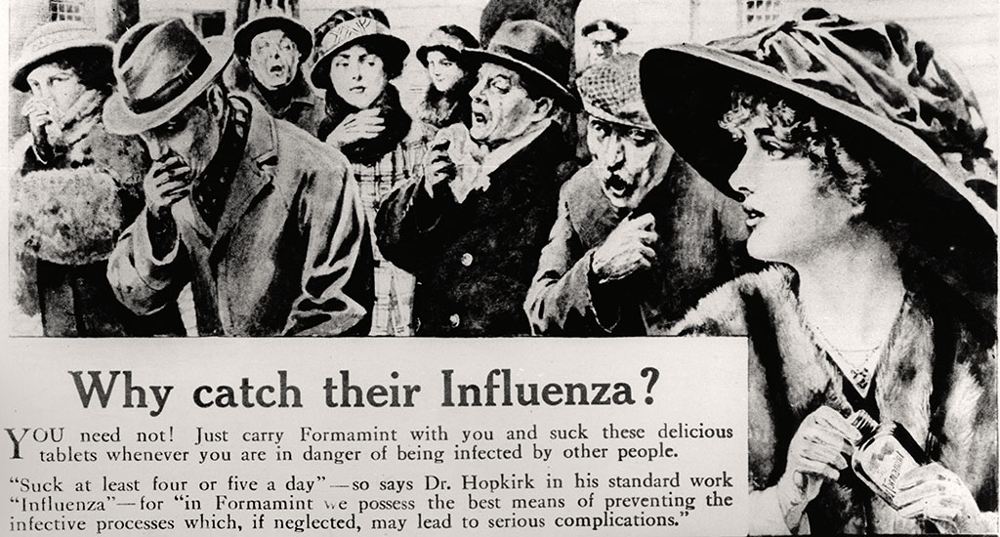 Why catch their Influenza?
YOU need not! Just carry Formamint with you and suck these delicious
tablets whenever you are in danger of being infected by other people.
"Suck at least four or five a day"—so says Dr. Hopkirk in his standard work
"Influenza"—for "in Formamint we possess the best means of preventing the
infective processes which, if neglected, may lead to serious complications."
Formamint